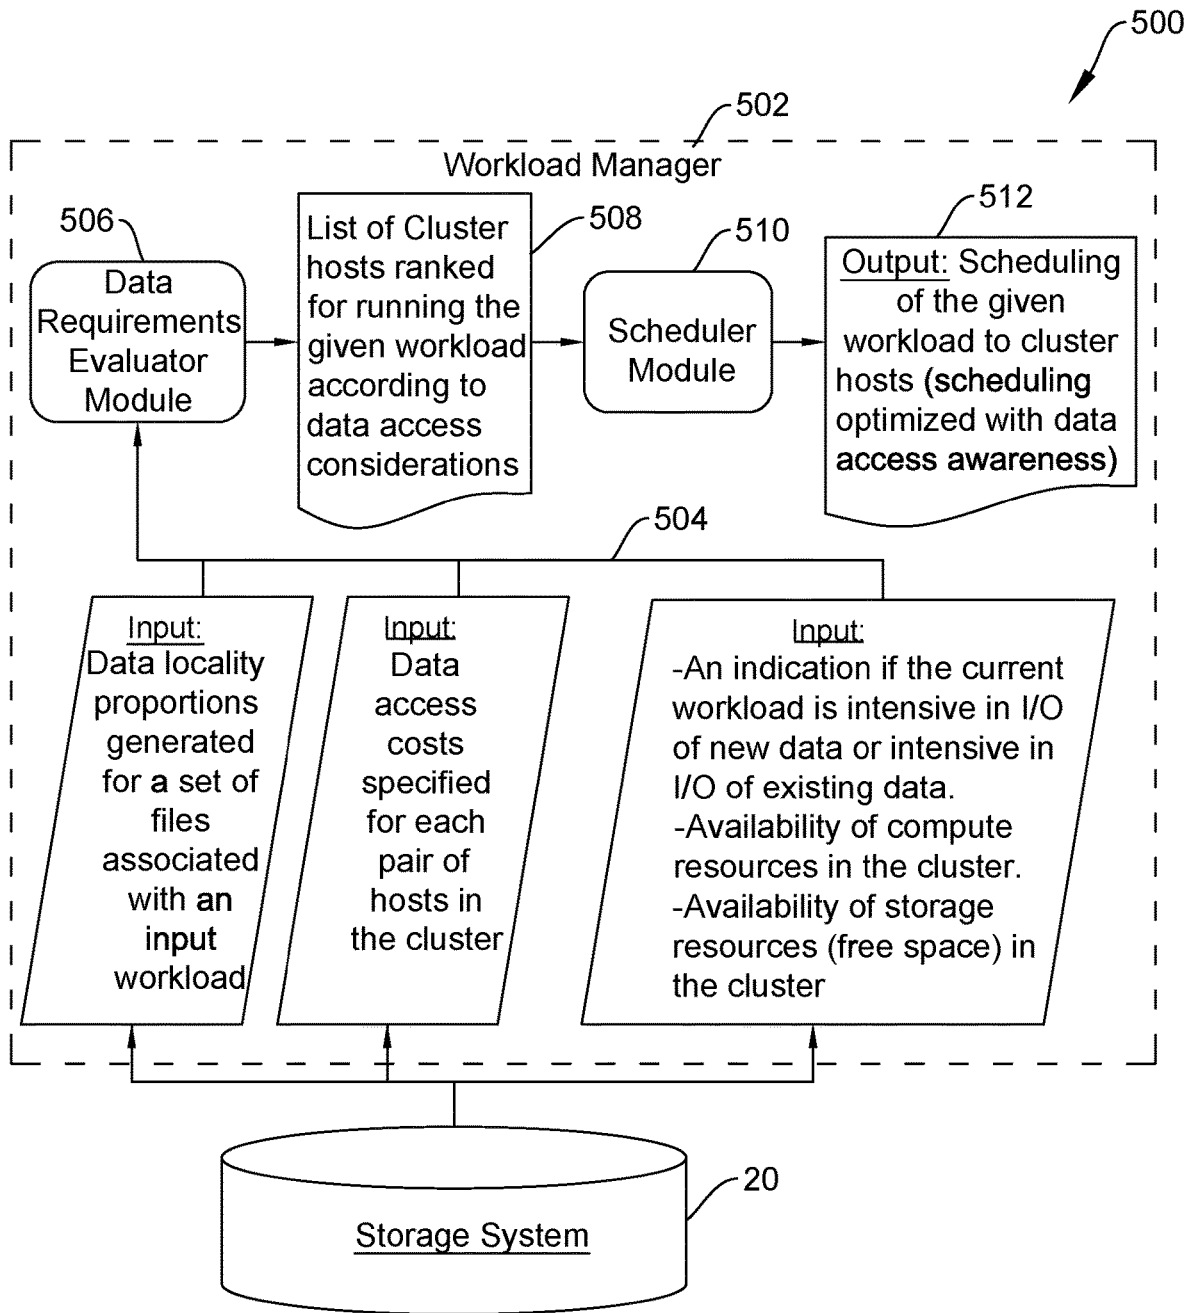 500
502
Workload Manager
506
Data
Requirements
Evaluator
Module
List of Cluster
hosts ranked
for running the
given workload
according to
data access
considerations
508
510
Scheduler
Module
512
Output: Scheduling
of the given
workload to cluster
hosts (scheduling
optimized with data
access awareness)
504
Input:
Data locality
proportions
generated
for a set of
files
associated
with an
input
workload
Input:
Data
access
costs
specified
for each
pair of
hosts in
the cluster
Input:
-An indication if the current
workload is intensive in I/O
of new data or intensive in
I/O of existing data.
-Availability of compute
resources in the cluster.
-Availability of storage
resources (free space) in
the cluster
20
Storage System